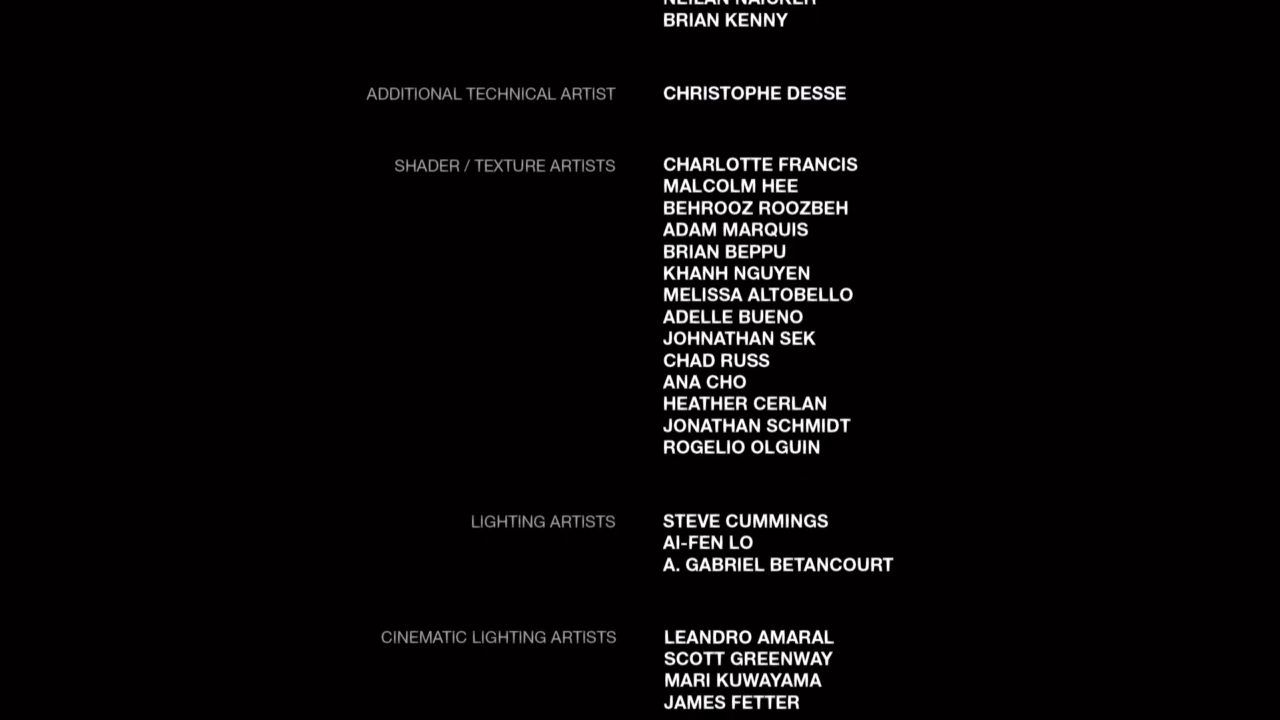 BRIAN KENNY
ADDITIONAL TECHNICAL ARTIST CHRISTOPHE DESSE
SHADER / TEXTURE ARTISTS CHARLOTTE FRANCIS
MALCOLM HEE
BEHROOZ ROOZBEH
ADAM MARQUIS
BRIAN BEPPU
KHANH NGUYEN
MELISSA ALTOBELLO
ADELLE BUENO
JOHNATHAN SEK
CHAD RUSS
ANA CHO
HEATHER CERLAN
JONATHAN SCHMIDT
ROGELIO OLGUIN
LIGHTING ARTISTS STEVE CUMMINGS
AI-FEN LO
A. GABRIEL BETANCOURT
CINEMATIC LIGHTING ARTISTS LEANDRO AMARAL
SCOTT GREENWAY
MARI KUWAYAMA
JAMES FETTER